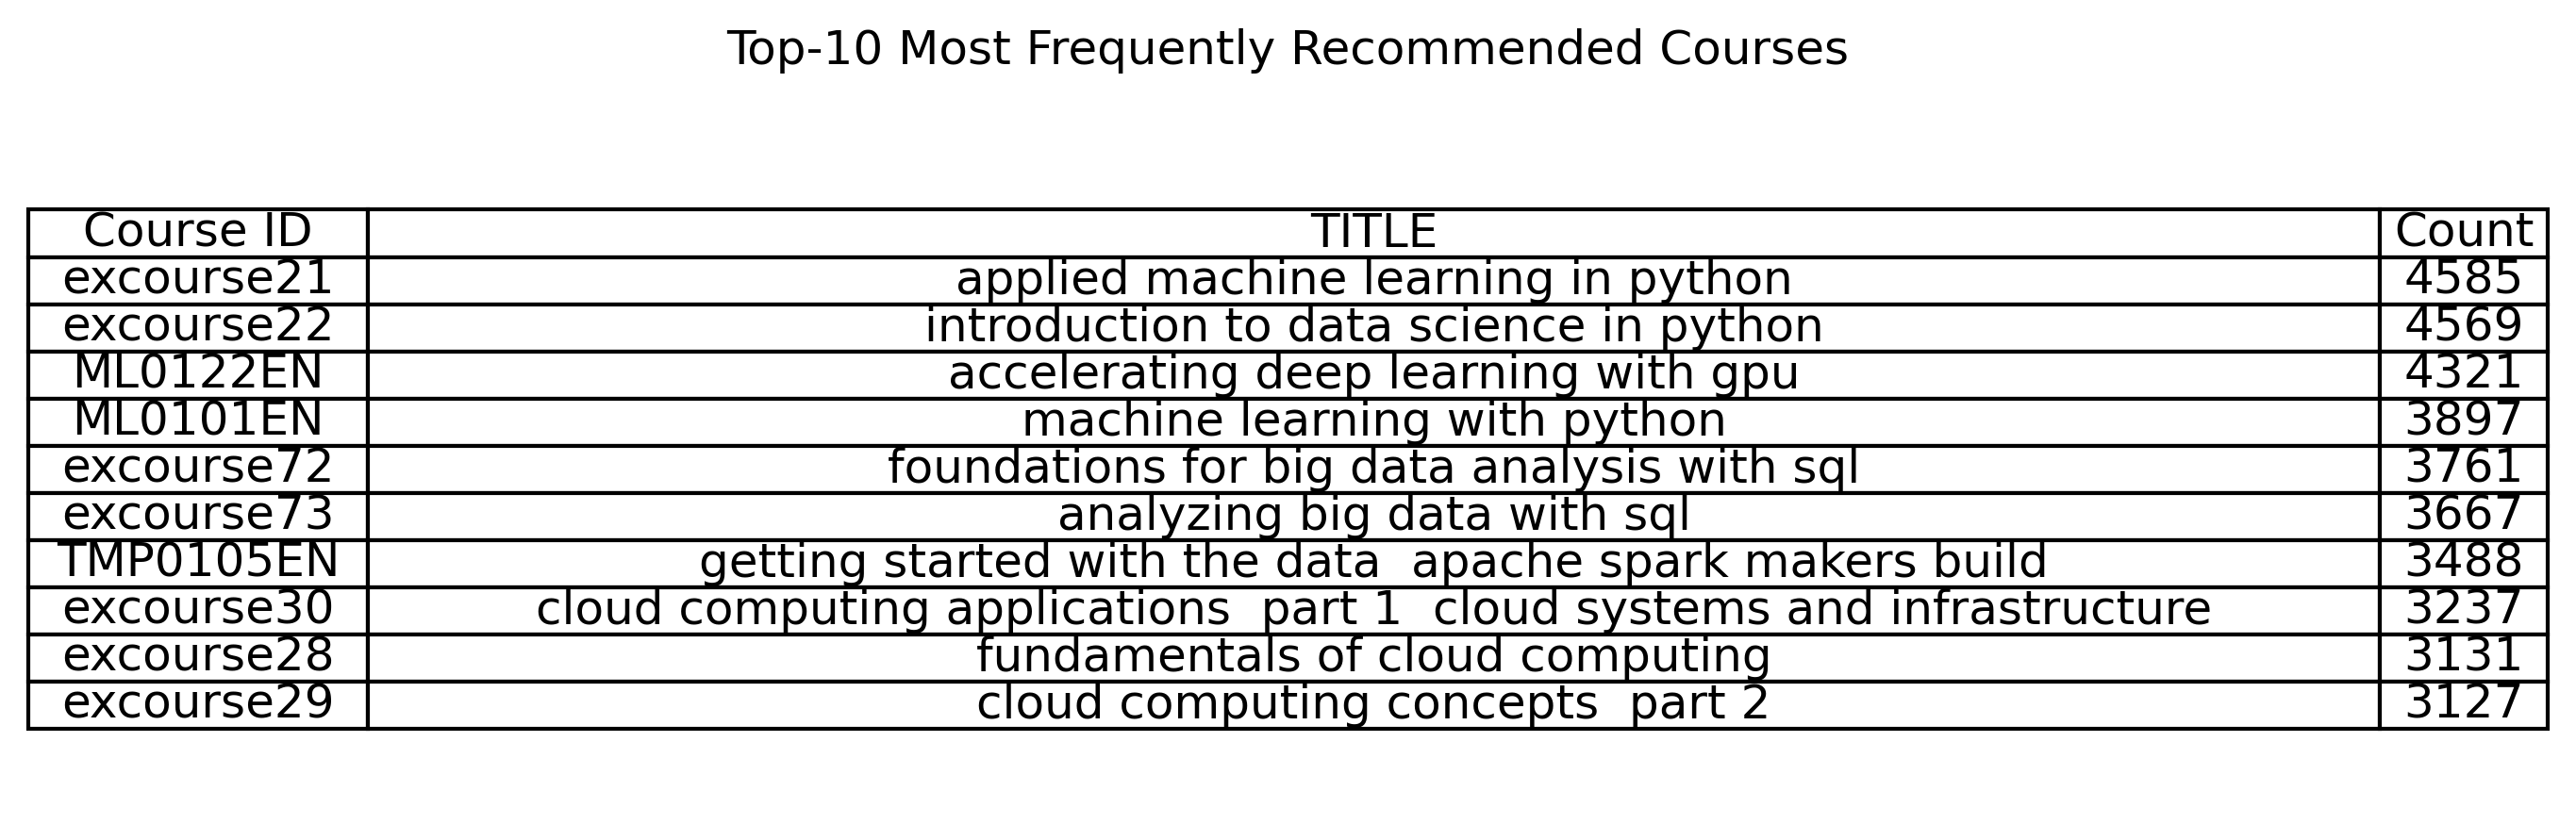 Top-10 Most Frequently Recommended Courses
Course ID TITLE Count
excourse21 applied machine learning in python 4585
excourse22 introduction to data science in python 4569
ML0122EN accelerating deep learning with gpu 4321
ML0101EN machine learning with python 3897
excourse72 foundations for big data analysis with sql 3761
excourse73 analyzing big data with sql 3667
TMP0105EN getting started with the data  apache spark makers build 3488
excourse30 cloud computing applications  part 1  cloud systems and infrastructure 3237
excourse28 fundamentals of cloud computing 3131
excourse29 cloud computing concepts  part 2 3127